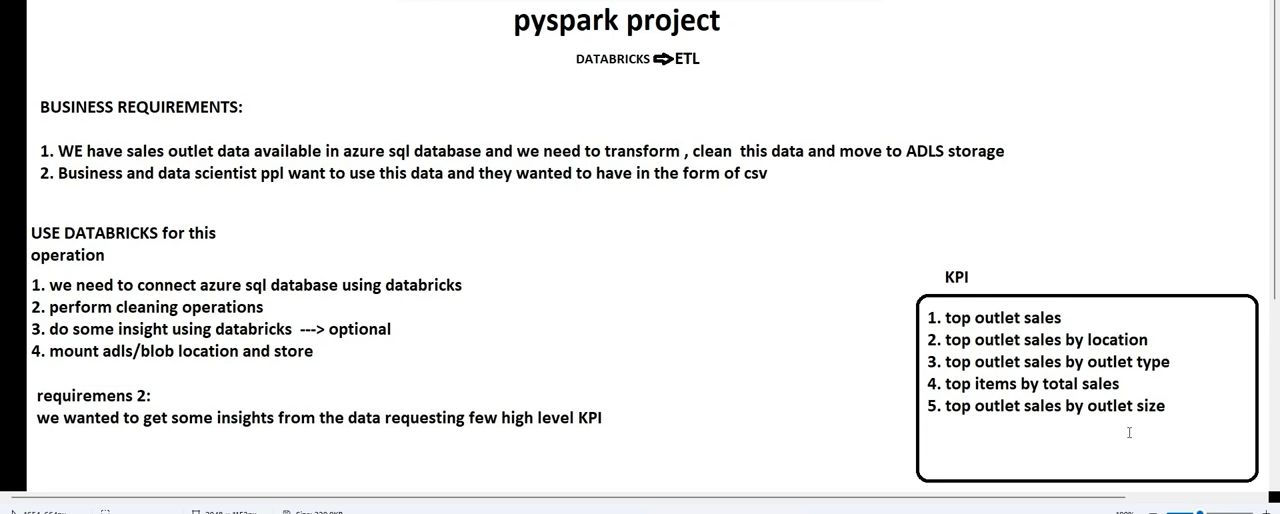 pyspark project
DATABRICKS ETL
BUSINESS REQUIREMENTS:
1. WE have sales outlet data available in azure sql database and we need to transform , clean this data and move to ADLS storage
2. Business and data scientist ppl want to use this data and they wanted to have in the form of csv
USE DATABRICKS for this
operation
1. we need to connect azure sql database using databricks
2. perform cleaning operations
3. do some insight using databricks ---> optional
4. mount adls/blob location and store
requiremens 2:
we wanted to get some insights from the data requesting few high level KPI
KPI
1. top outlet sales
2. top outlet sales by location
3. top outlet sales by outlet type
4. top items by total sales
5. top outlet sales by outlet size